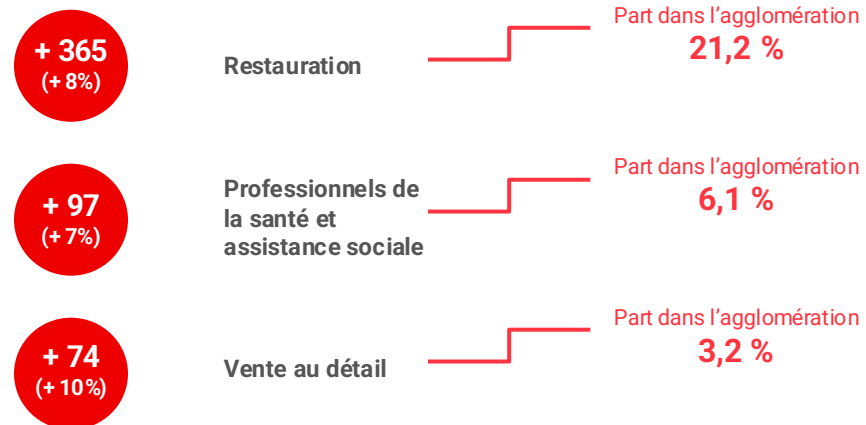 + 365
(+ 8%)
Restauration
Part dans l’agglomération
21,2 %
+ 97
(+ 7%)
Professionnels de
la santé et
assistance sociale
Part dans l’agglomération
6,1 %
+ 74
(+ 10%)
Vente au détail
Part dans l’agglomération
3,2 %